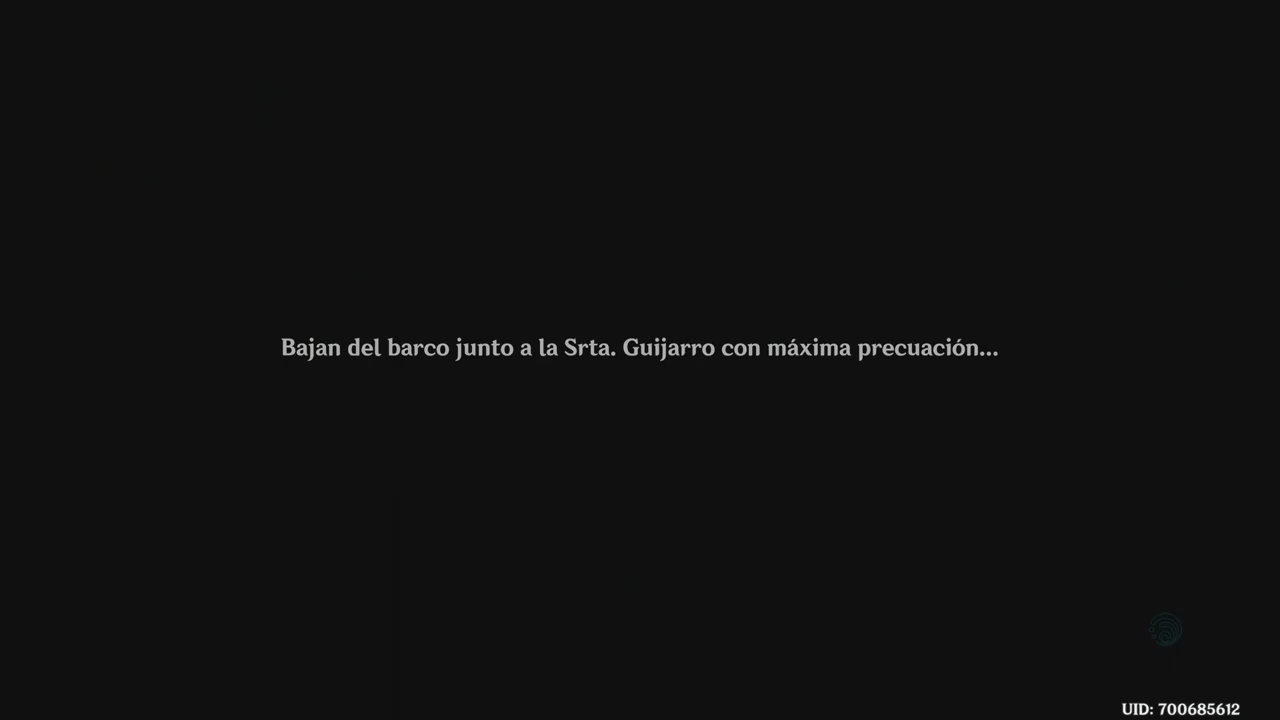 Bajan del barco junto a la Srta. Guijarro con máxima precuación...
UID: 700685612